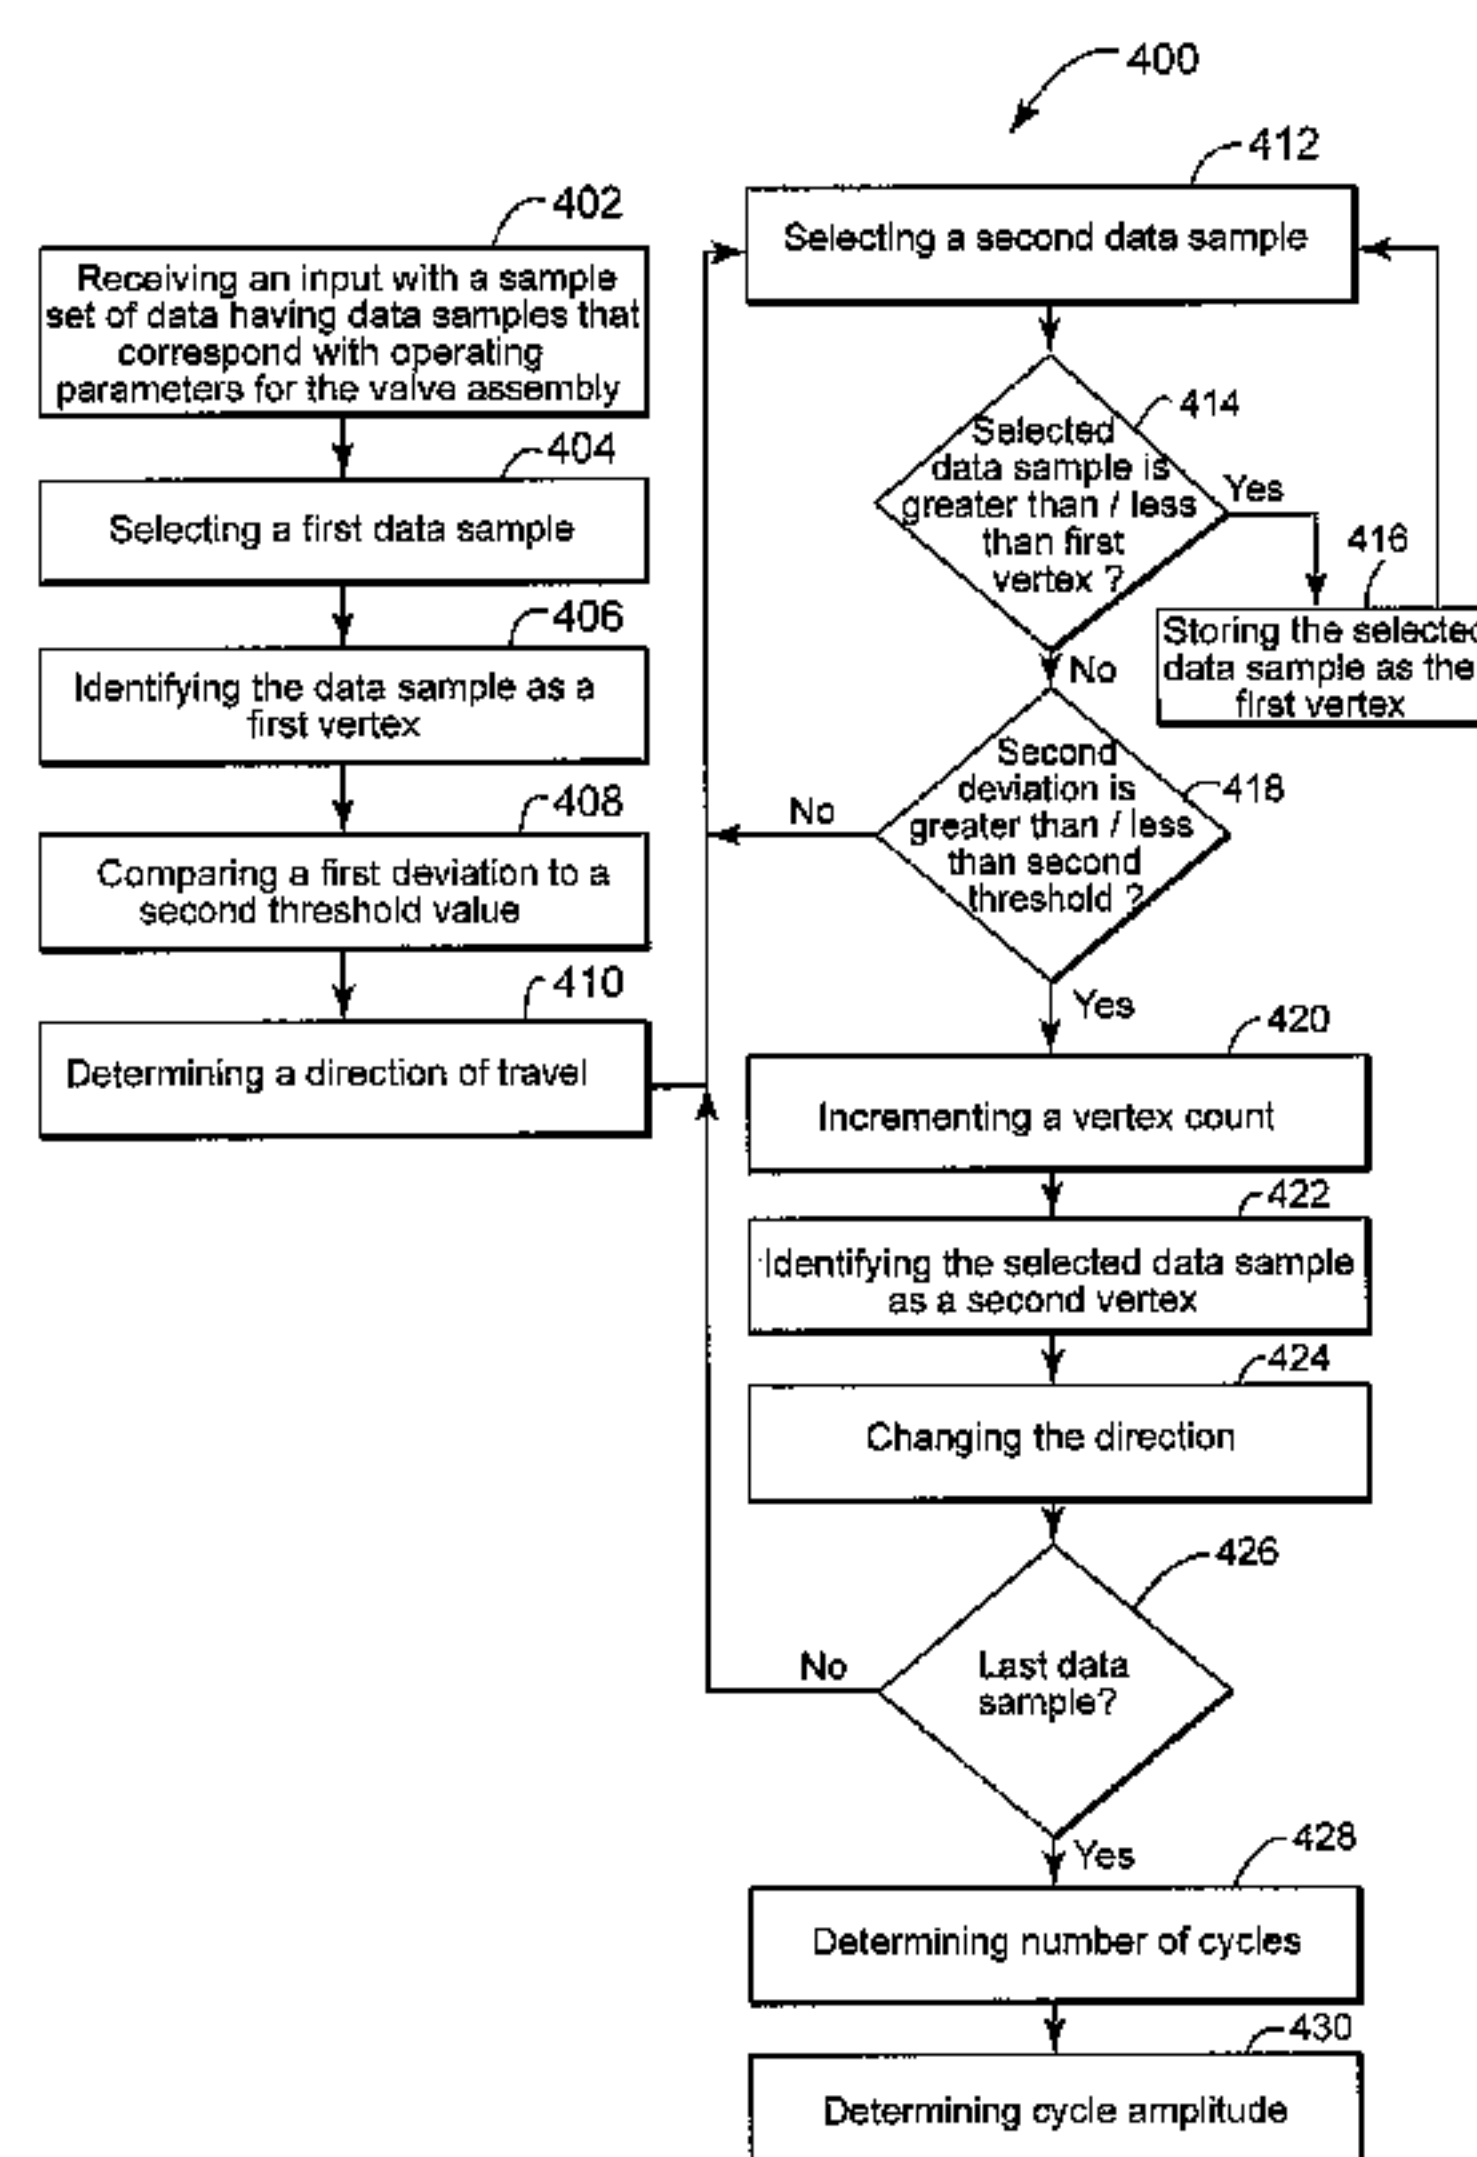 400
402
Receiving an input with a sample
set of data having data samples that
correspond with operating
parameters for the valve assembly
404
Selecting a first data sample
406
Identifying the data sample as a
first vertex
408
Comparing a first deviation to a
second threshold value
410
Determining a direction of travel
412
Selecting a second data sample
414
Selected
data sample is
greater than / less
than first
vertex ?
Yes
416
Storing the selected
data sample as the
first vertex
No
Second
deviation is
greater than / less
than second
threshold ?
418
No
Yes
420
Incrementing a vertex count
422
Identifying the selected data sample
as a second vertex
424
Changing the direction
426
Last data
sample?
No
Yes
428
Determining number of cycles
430
Determining cycle amplitude